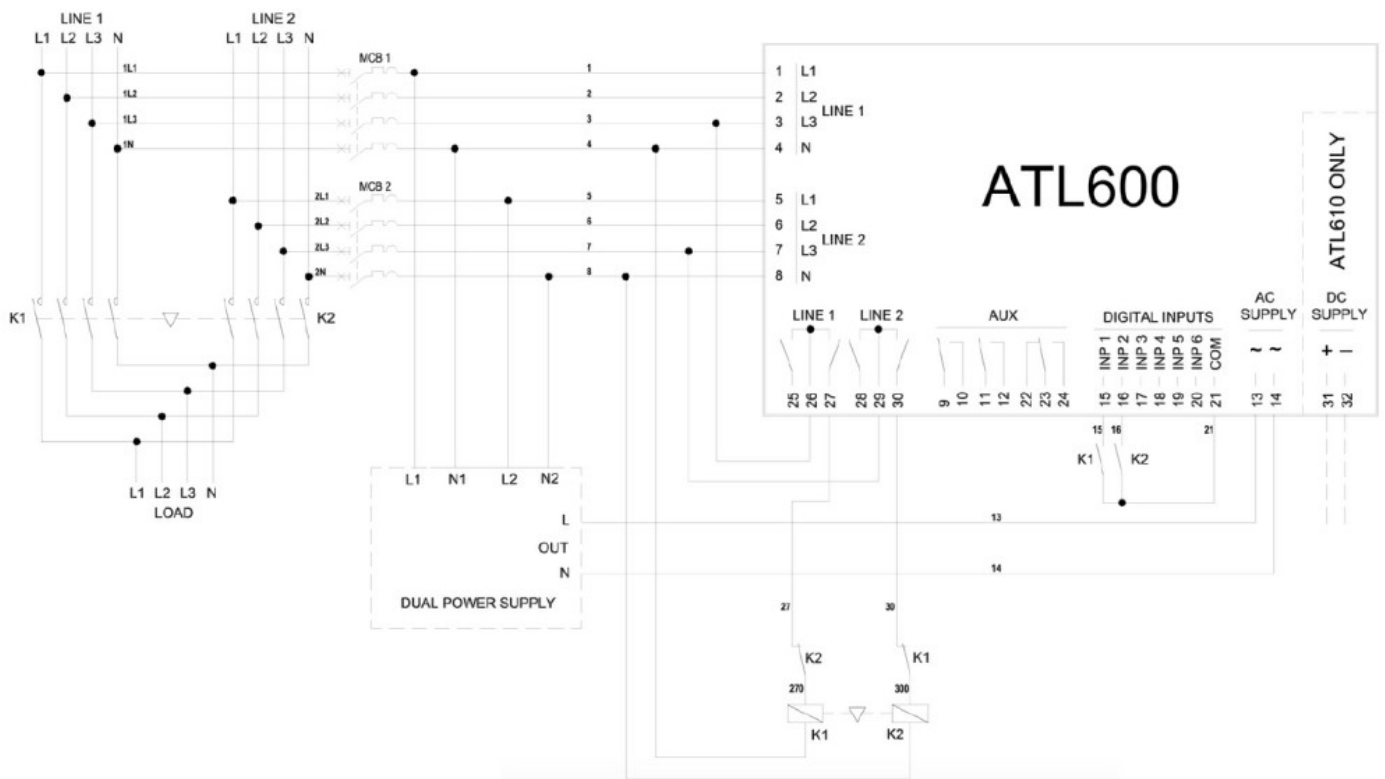 LINE 1 LINE 2
L1 L2 L3 N L1 L2 L3 N
MCB 1
1L1 1 1 L1
1L2 2 2 L2
LINE 1
1L3 3 3 L3
1N 4 4 N
MCB 2
2L1 5 5 L1
2L2 6 6 L2
LINE 2
2L3 7 7 L3
2N 8 8 N
ATL600
ATL610 ONLY
K1 K2
LINE 1 LINE 2 AUX DIGITAL INPUTS AC SUPPLY DC SUPPLY
INP 1 INP 2 INP 3 INP 4 INP 5 INP 6 COM ~ ~ + –
25 26 27 28 29 30 9 10 11 12 22 23 24 15 16 17 18 19 20 21 13 14 31 32
15 16 21
K1 K2
L1 L2 L3 N
LOAD
L1 N1 L2 N2
L
OUT
N
DUAL POWER SUPPLY
13
14
27 30
K2 K1
270 300
K1 K2